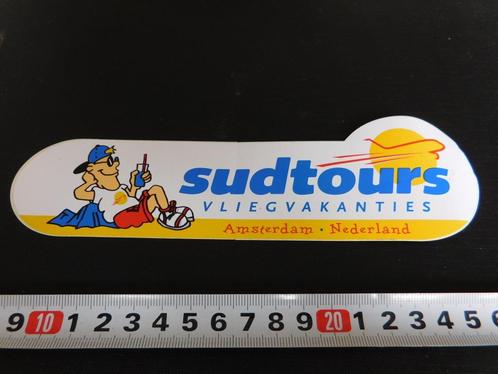 sudtours
VLIEGVAKANTIES
Amsterdam · Nederland
9 10 1 2 3 4 5 6 7 8 9 20 1 2 3 4 5 6